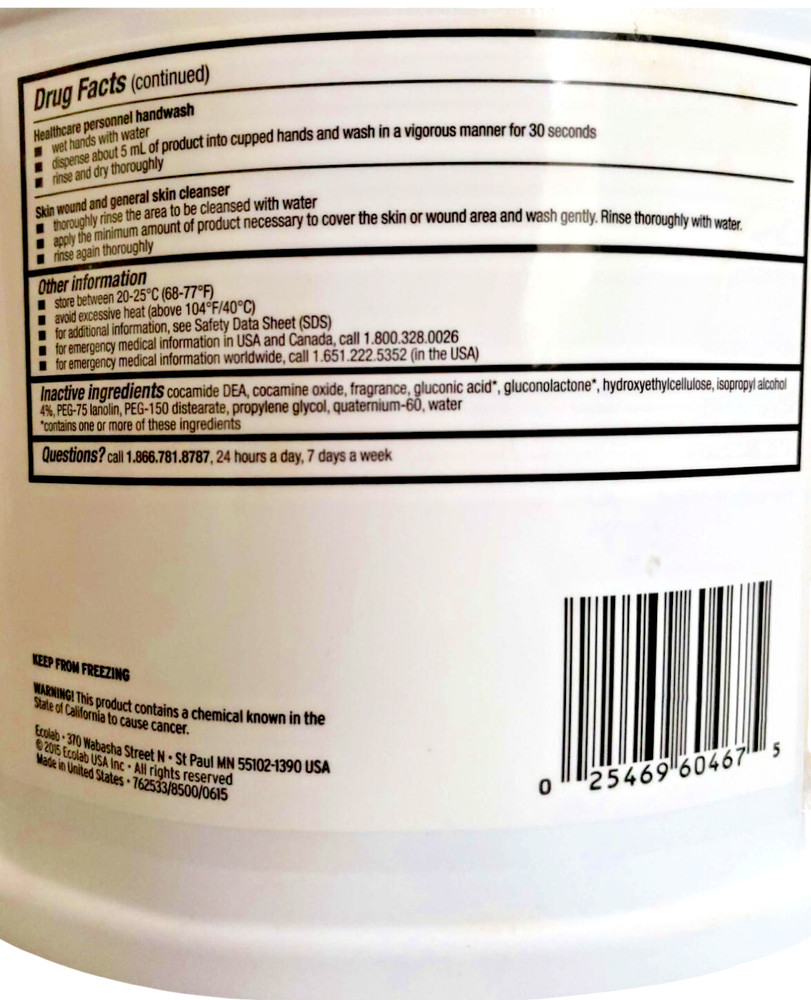 Drug Facts (continued)
Healthcare personnel handwash
■ wet hands with water
■ dispense about 5 mL of product into cupped hands and wash in a vigorous manner for 30 seconds
■ rinse and dry thoroughly
Skin wound and general skin cleanser
■ thoroughly rinse the area to be cleansed with water
■ apply the minimum amount of product necessary to cover the skin or wound area and wash gently. Rinse thoroughly with water.
■ rinse again thoroughly
Other information
■ store between 20-25°C (68-77°F)
■ avoid excessive heat (above 104°F/40°C)
■ for additional information, see Safety Data Sheet (SDS)
■ for emergency medical information in USA and Canada, call 1.800.328.0026
■ for emergency medical information worldwide, call 1.651.222.5352 (in the USA)
Inactive ingredients cocamide DEA, cocamine oxide, fragrance, gluconic acid*, gluconolactone*, hydroxyethylcellulose, isopropyl alcohol
4%, PEG-75 lanolin, PEG-150 distearate, propylene glycol, quaternium-60, water
*contains one or more of these ingredients
Questions? call 1.866.781.8787, 24 hours a day, 7 days a week
KEEP FROM FREEZING
WARNING! This product contains a chemical known in the
State of California to cause cancer.
Ecolab • 370 Wabasha Street N • St Paul MN 55102-1390 USA
© 2015 Ecolab USA Inc • All rights reserved
Made in United States • 762533/8500/0615
0 25469 60467 5